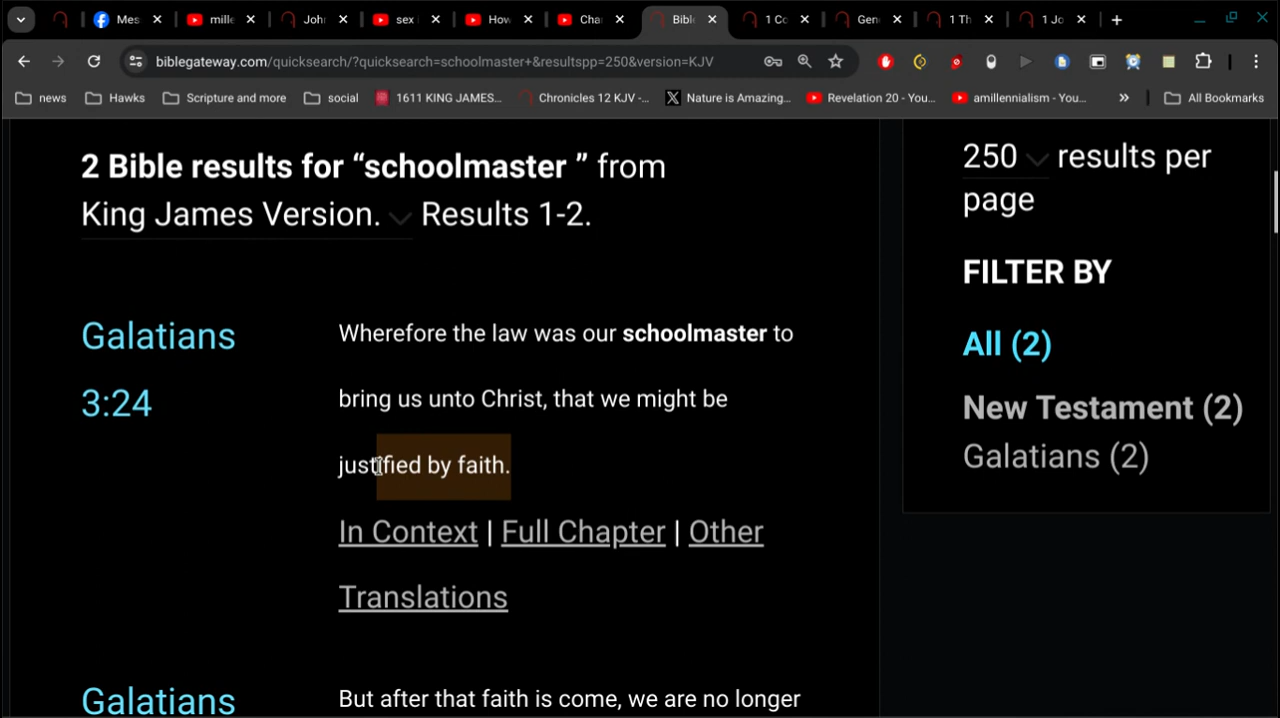 Mes
mille
John
sex i
How
Cha
Bible
1 Co
Gene
1 Th
1 Jo
biblegateway.com/quicksearch/?quicksearch=schoolmaster+&resultspp=250&version=KJV
news
Hawks
Scripture and more
social
1611 KING JAMES...
Chronicles 12 KJV -...
Nature is Amazing...
Revelation 20 - You...
amillennialism - You...
»
All Bookmarks
2 Bible results for “schoolmaster ” from
King James Version. Results 1-2.
Galatians
3:24
Wherefore the law was our schoolmaster to
bring us unto Christ, that we might be
justified by faith.
In Context | Full Chapter | Other
Translations
Galatians
But after that faith is come, we are no longer
250 results per
page
FILTER BY
All (2)
New Testament (2)
Galatians (2)